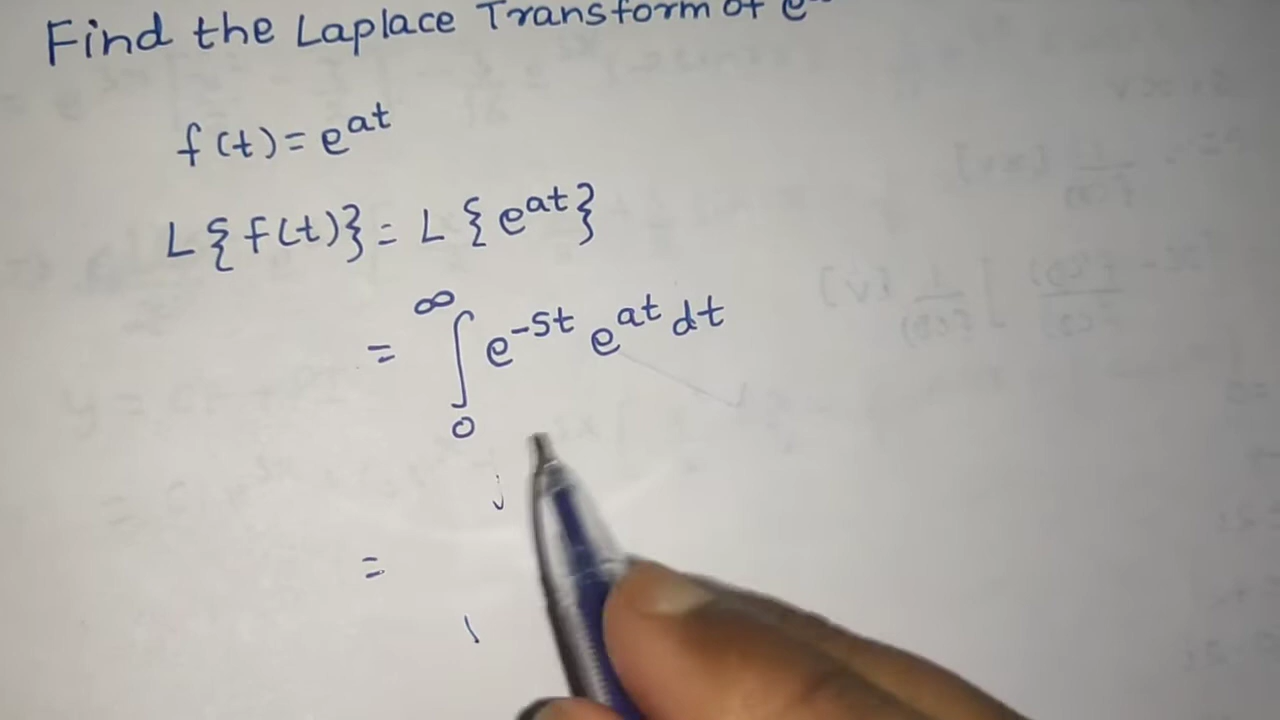 Find the Laplace Transform of e
f(t) = e^at
L{f(t)} = L{e^at}
= ∫₀^∞ e^-st e^at dt
=